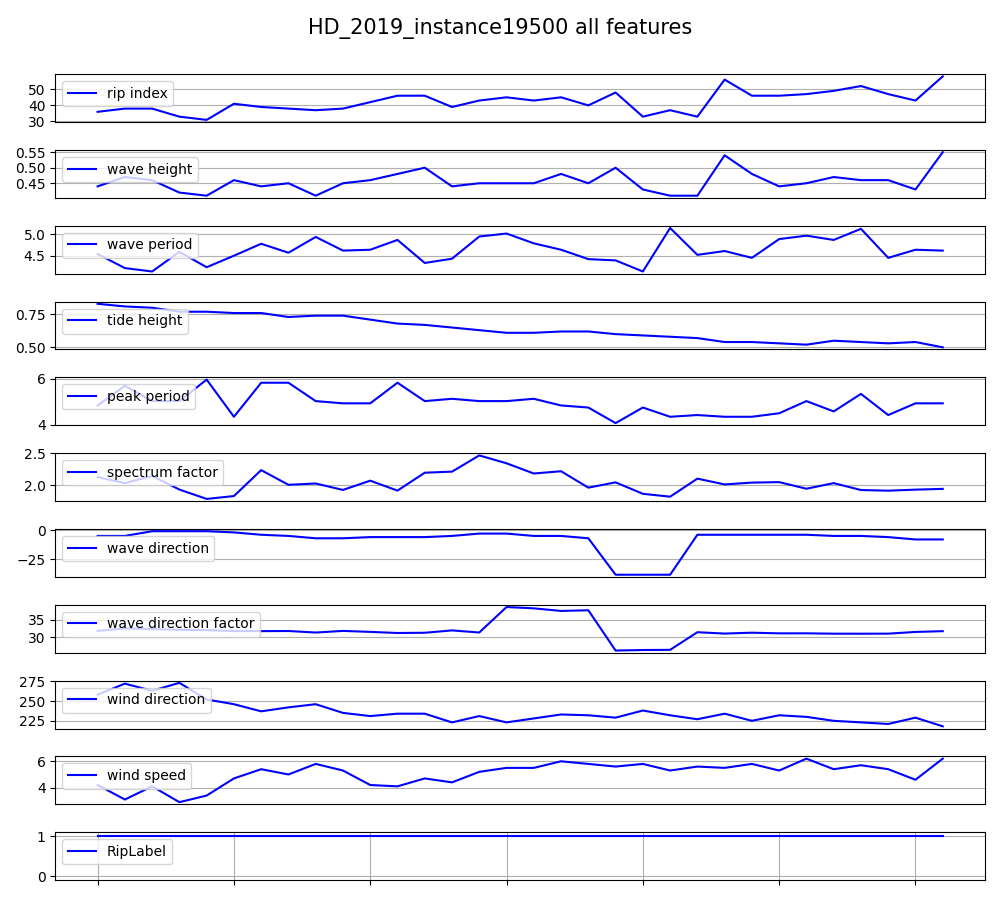 HD_2019_instance19500 all features
50
40
30
rip index
0.55
0.50
0.45
wave height
5.0
4.5
wave period
0.75
0.50
tide height
6
4
peak period
2.5
2.0
spectrum factor
0
−25
wave direction
35
30
wave direction factor
275
250
225
wind direction
6
4
wind speed
1
0
RipLabel